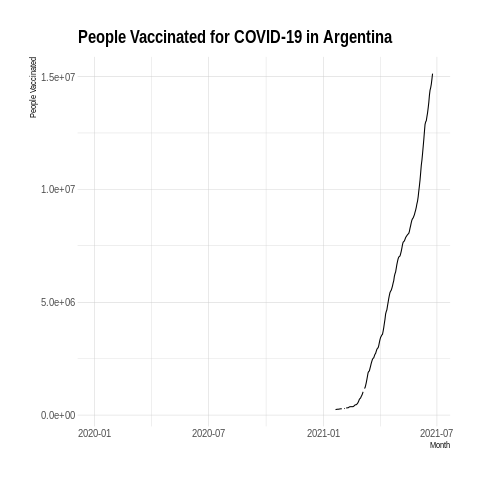 People Vaccinated for COVID-19 in Argentina
People Vaccinated
1.5e+07
1.0e+07
5.0e+06
0.0e+00
2020-01 2020-07 2021-01 2021-07
Month